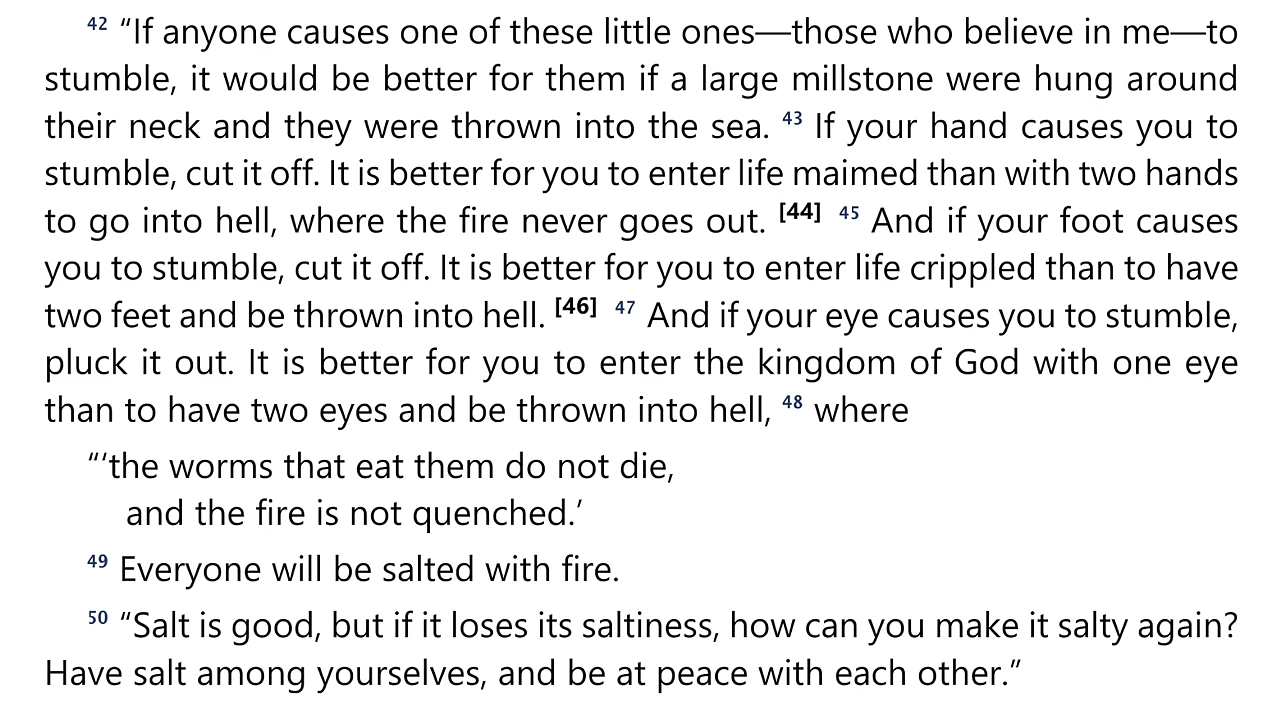 42 “If anyone causes one of these little ones—those who believe in me—to
stumble, it would be better for them if a large millstone were hung around
their neck and they were thrown into the sea. 43 If your hand causes you to
stumble, cut it off. It is better for you to enter life maimed than with two hands
to go into hell, where the fire never goes out. [44] 45 And if your foot causes
you to stumble, cut it off. It is better for you to enter life crippled than to have
two feet and be thrown into hell. [46] 47 And if your eye causes you to stumble,
pluck it out. It is better for you to enter the kingdom of God with one eye
than to have two eyes and be thrown into hell, 48 where
“‘the worms that eat them do not die,
and the fire is not quenched.’
49 Everyone will be salted with fire.
50 “Salt is good, but if it loses its saltiness, how can you make it salty again?
Have salt among yourselves, and be at peace with each other.”